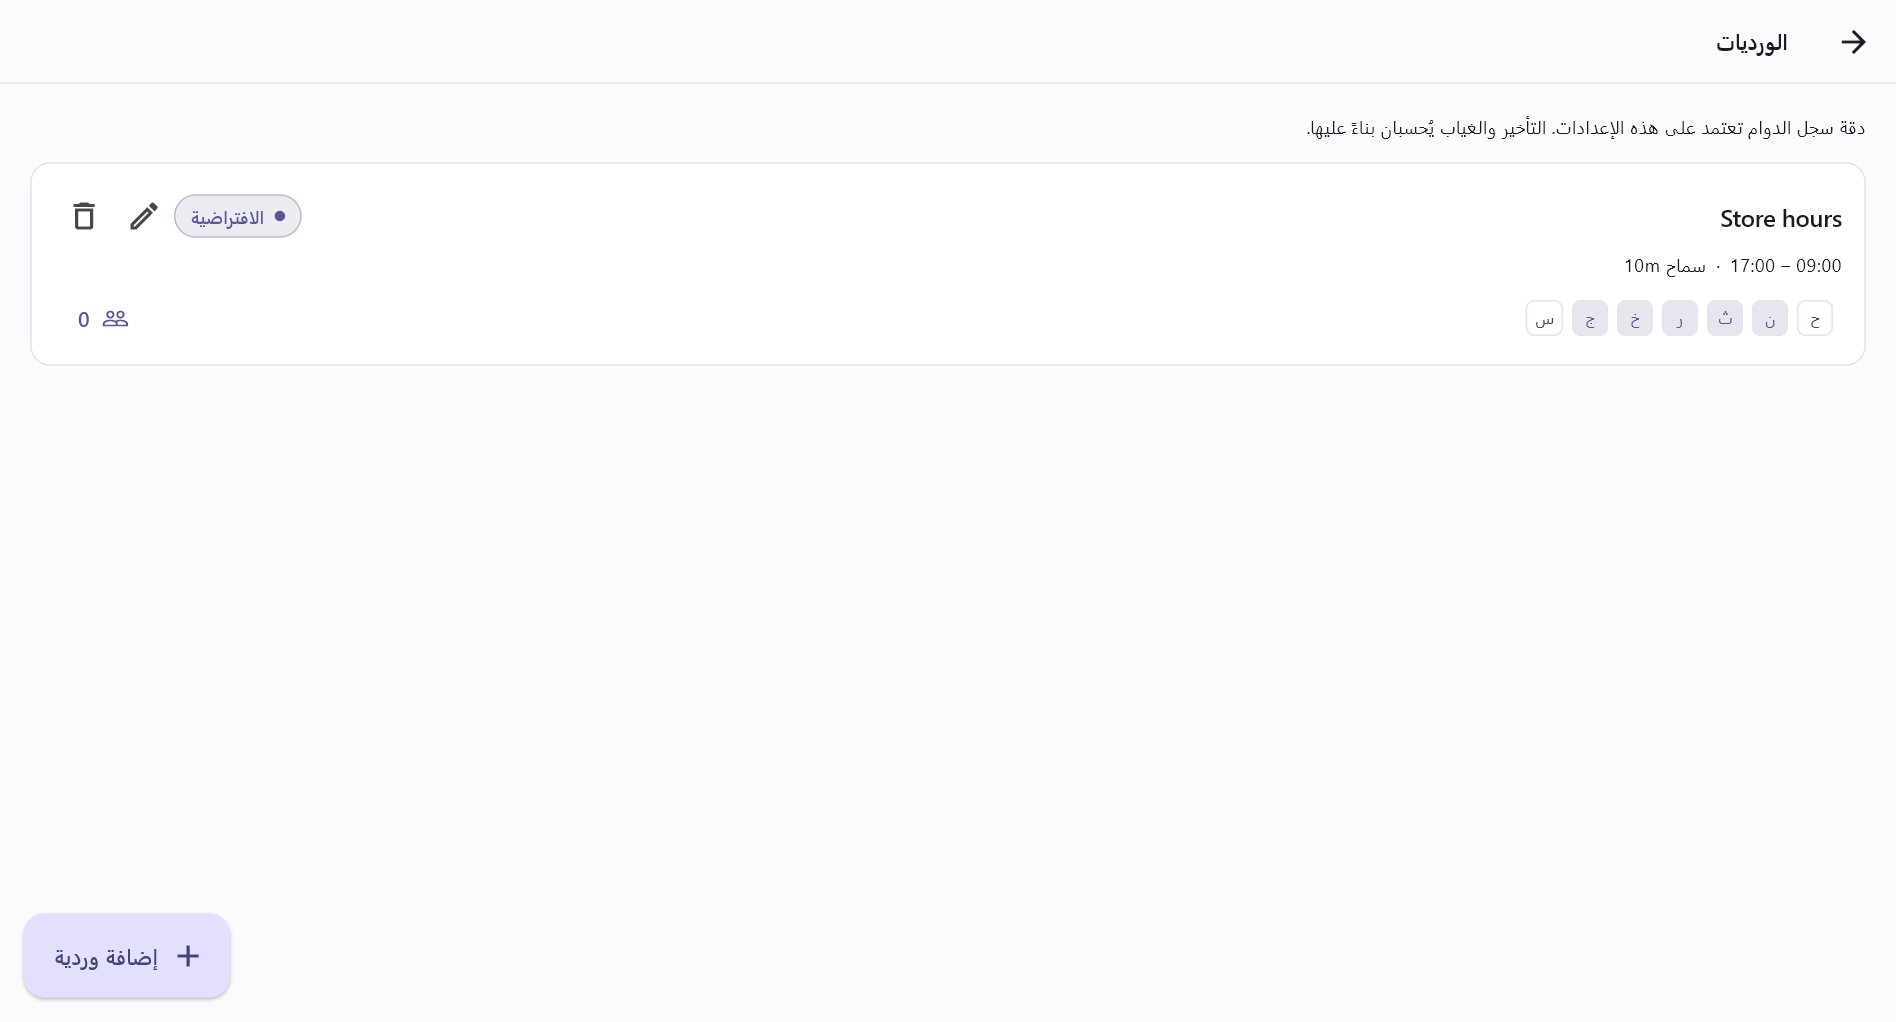 الورديات
دقة سجل الدوام تعتمد على هذه الإعدادات. التأخير والغياب يُحسبان بناءً عليها.
Store hours
الافتراضية
09:00 – 17:00 · سماح 10m
ح ن ث ر خ ج س
0
إضافة وردية